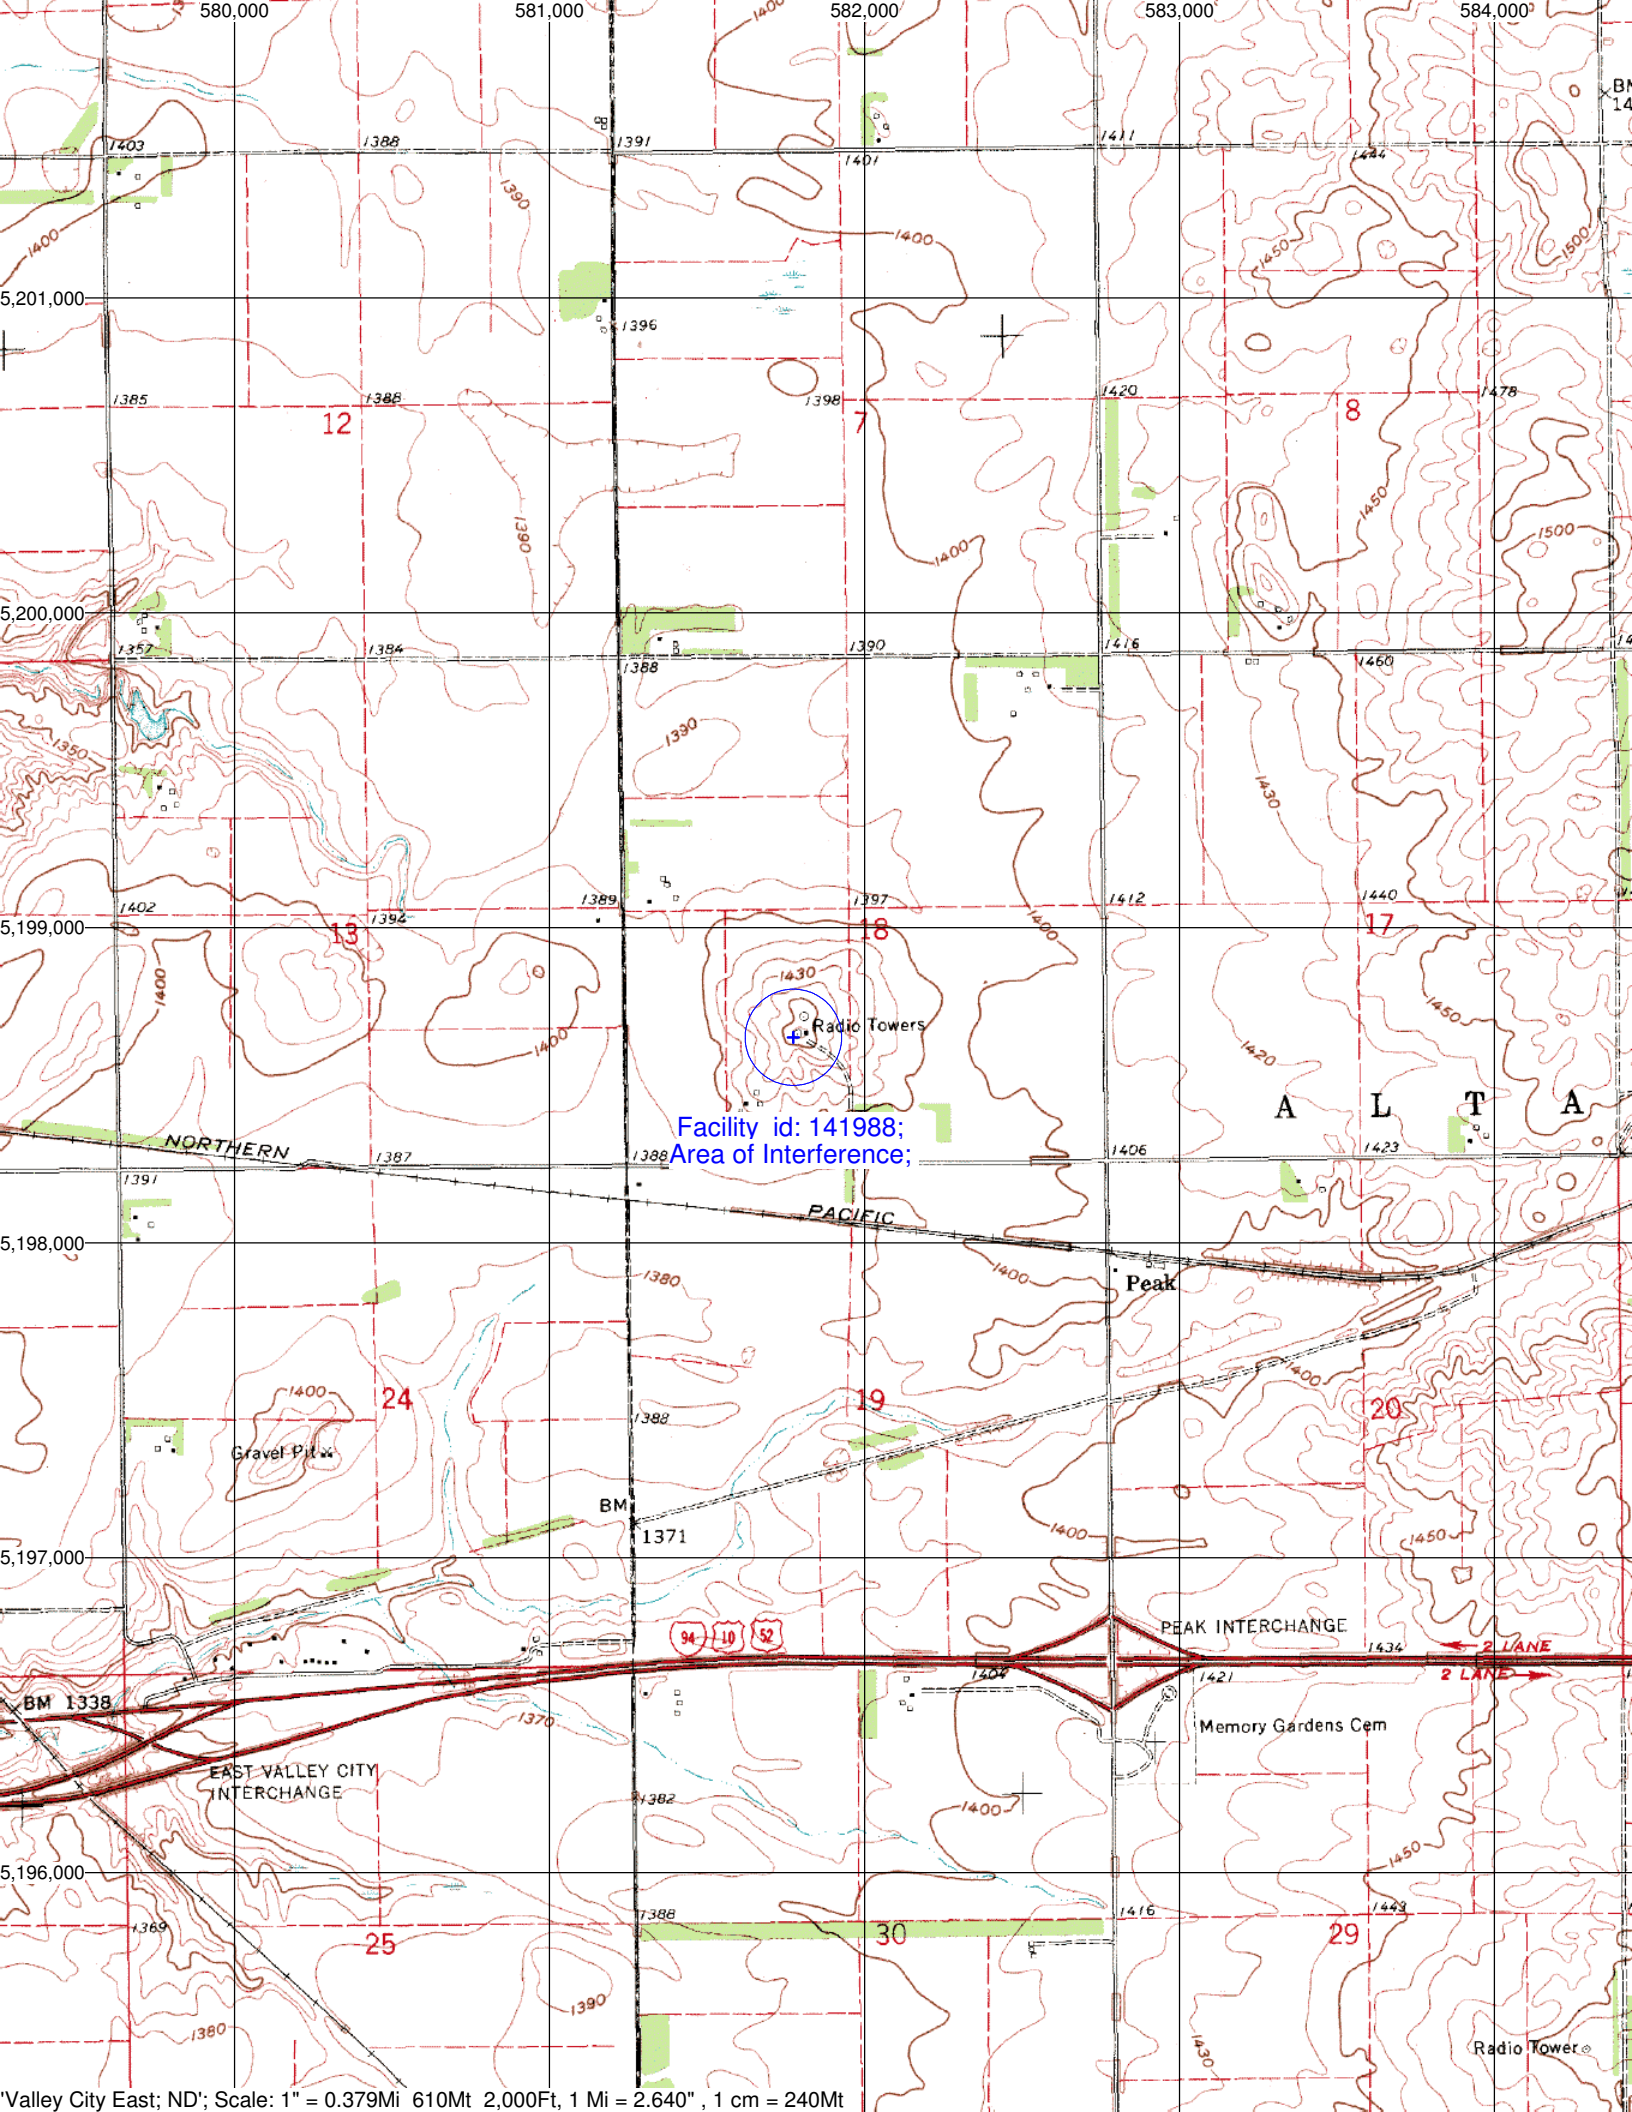 580,000 581,000 582,000 583,000 584,000
1400
BM
1403 1388 1391 1401 1411 1444
1390
1400 1400 1450 1500
5,201,000
1396
1385 1388 1398 1420 1478
12 7 8
1450
1390 1400 1500
5,200,000
1357 1384 1388 1390 1416 1460
1350 1390 1430
1402 1394 1389 1397 1412 1440
5,199,000
13 18 17
1400 1430 1400 1450
Radio Towers
1400 1420
A L T A
Facility id: 141988;
Area of Interference;
NORTHERN 1387 1388 1406 1423
1391
PACIFIC
5,198,000
1380 1400
Peak
1400 24 1388 19 1400 20
Gravel Pit
BM
1371
1400 1450
5,197,000
94 10 52
PEAK INTERCHANGE
1404 1434 2 LANE
1421 2 LANE
BM 1338
1370
Memory Gardens Cem
EAST VALLEY CITY
INTERCHANGE
1382 1400
1450
5,196,000
1369 1388 1416 1443
25 30 29
1390
1380 1430
Radio Tower
'Valley City East; ND'; Scale: 1" = 0.379Mi 610Mt 2,000Ft, 1 Mi = 2.640" , 1 cm = 240Mt